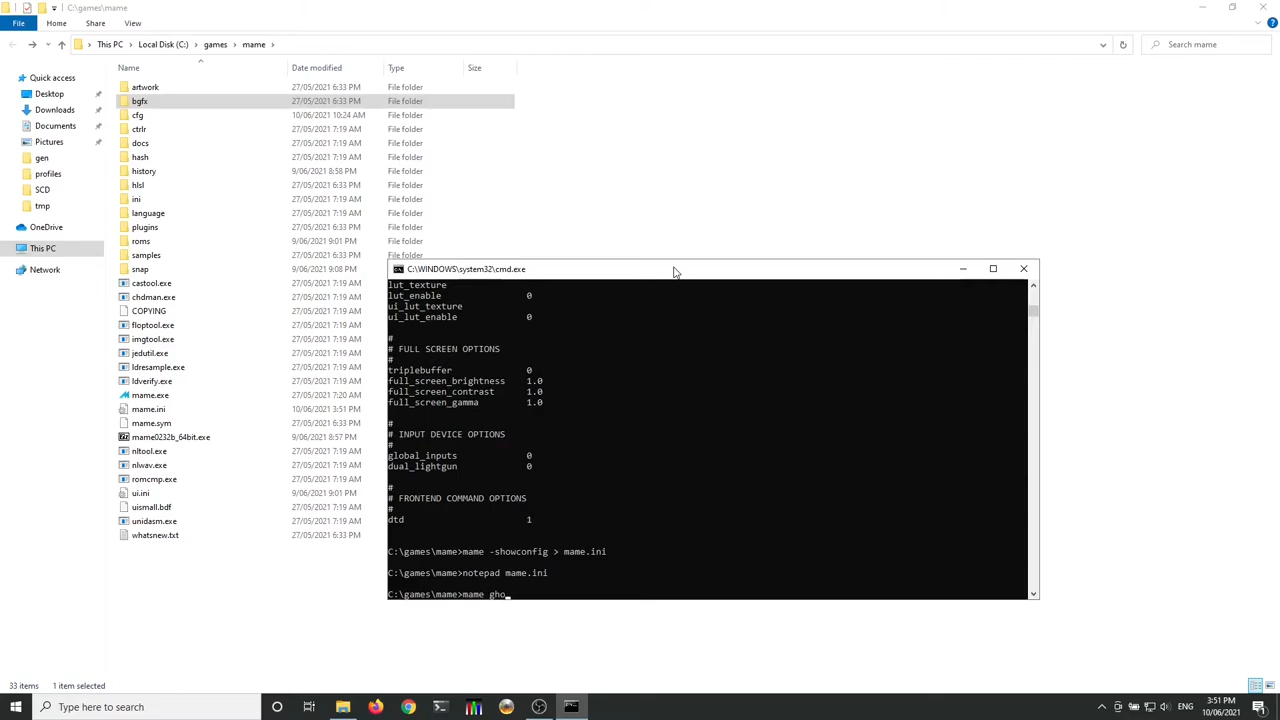 C:\games\mame
File
Home
Share
View
This PC
Local Disk (C:)
games
mame
Search mame
Name
Date modified
Type
Size
Quick access
Desktop
Downloads
Documents
Pictures
gen
profiles
SCD
tmp
OneDrive
This PC
Network
artwork 27/05/2021 6:33 PM File folder
bgfx 27/05/2021 6:33 PM File folder
cfg 10/06/2021 10:24 AM File folder
ctrlr 27/05/2021 7:19 AM File folder
docs 27/05/2021 7:19 AM File folder
hash 27/05/2021 7:19 AM File folder
history 9/06/2021 8:58 PM File folder
hlsl 27/05/2021 6:33 PM File folder
ini 27/05/2021 7:19 AM File folder
language 27/05/2021 7:19 AM File folder
plugins 27/05/2021 6:33 PM File folder
roms 9/06/2021 9:01 PM File folder
samples 27/05/2021 6:33 PM File folder
snap 9/06/2021 9:08 PM
castool.exe 27/05/2021 7:19 AM
chdman.exe 27/05/2021 7:19 AM
COPYING 27/05/2021 7:19 AM
floptool.exe 27/05/2021 7:19 AM
imgtool.exe 27/05/2021 7:19 AM
jedutil.exe 27/05/2021 7:19 AM
ldresample.exe 27/05/2021 7:19 AM
ldverify.exe 27/05/2021 7:19 AM
mame.exe 27/05/2021 7:20 AM
mame.ini 10/06/2021 3:51 PM
mame.sym 27/05/2021 7:19 AM
mame0232b_64bit.exe 9/06/2021 8:57 PM
nltool.exe 27/05/2021 7:19 AM
nlwav.exe 27/05/2021 7:19 AM
romcmp.exe 27/05/2021 7:19 AM
ui.ini 9/06/2021 9:01 PM
uismall.bdf 27/05/2021 6:33 PM
unidasm.exe 27/05/2021 7:19 AM
whatsnew.txt 27/05/2021 6:33 PM
C:\WINDOWS\system32\cmd.exe
lut_texture
lut_enable 0
ui_lut_texture
ui_lut_enable 0
#
# FULL SCREEN OPTIONS
#
triplebuffer 0
full_screen_brightness 1.0
full_screen_contrast 1.0
full_screen_gamma 1.0
#
# INPUT DEVICE OPTIONS
#
global_inputs 0
dual_lightgun 0
#
# FRONTEND COMMAND OPTIONS
#
dtd 1
C:\games\mame>mame -showconfig > mame.ini
C:\games\mame>notepad mame.ini
C:\games\mame>mame gho_
33 items
1 item selected
Type here to search
ENG
3:51 PM
10/06/2021